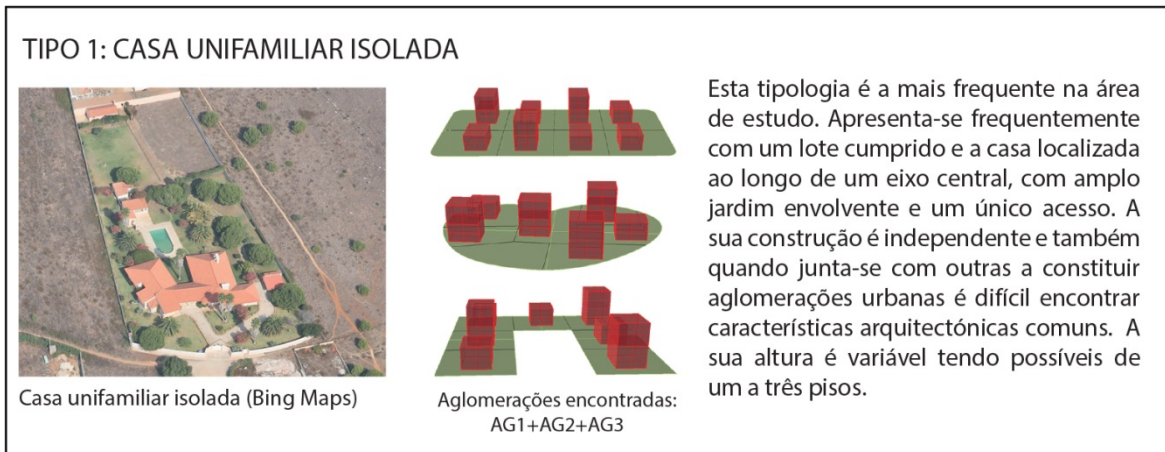 TIPO 1: CASA UNIFAMILIAR ISOLADA
Casa unifamiliar isolada (Bing Maps)
Aglomerações encontradas:
AG1+AG2+AG3
Esta tipologia é a mais frequente na área
de estudo. Apresenta-se frequentemente
com um lote cumprido e a casa localizada
ao longo de um eixo central, com amplo
jardim envolvente e um único acesso. A
sua construção é independente e também
quando junta-se com outras a constituir
aglomerações urbanas é difícil encontrar
características arquitectónicas comuns. A
sua altura é variável tendo possíveis de
um a três pisos.